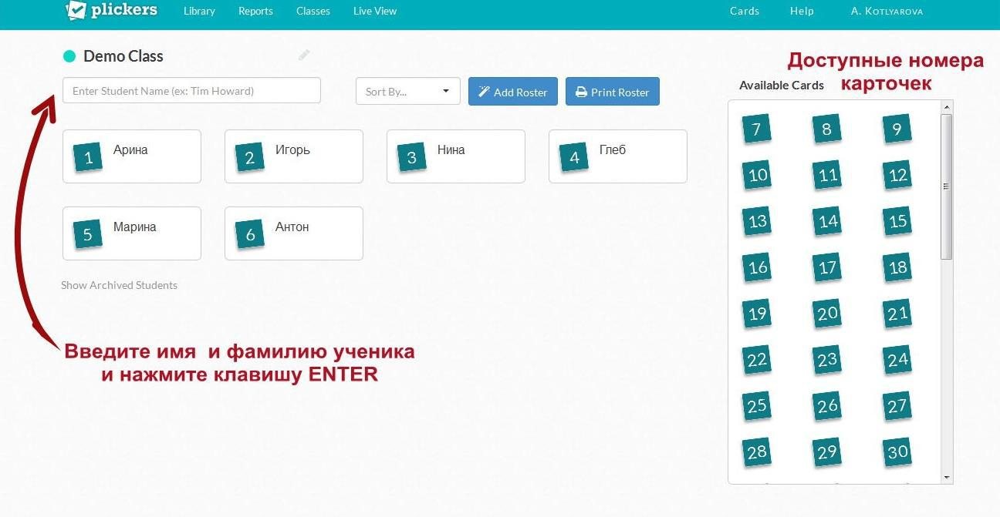 plickers Library Reports Classes Live View Cards Help A. KOTLYAROVA
Demo Class
Доступные номера
карточек
Enter Student Name (ex: Tim Howard) Sort By... Add Roster Print Roster
Available Cards
1 Арина 2 Игорь 3 Нина 4 Глеб
5 Марина 6 Антон
Show Archived Students
Введите имя и фамилию ученика
и нажмите клавишу ENTER
7 8 9
10 11 12
13 14 15
16 17 18
19 20 21
22 23 24
25 26 27
28 29 30